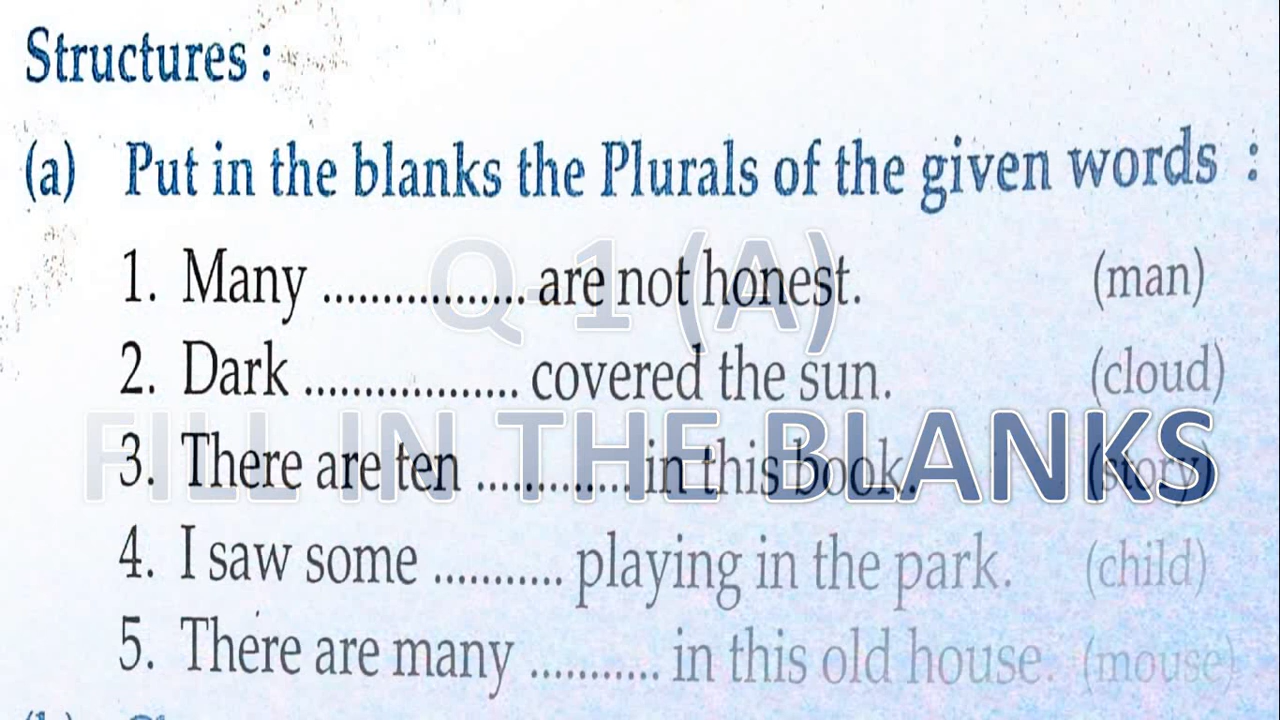 Structures :
(a) Put in the blanks the Plurals of the given words :
1. Many ................. are not honest. (man)
Q-1 (A)
2. Dark .................. covered the sun. (cloud)
FILL IN THE BLANKS
3. There are ten ............. in this book. (story)
4. I saw some ........... playing in the park. (child)
5. There are many ........... in this old house. (mouse)